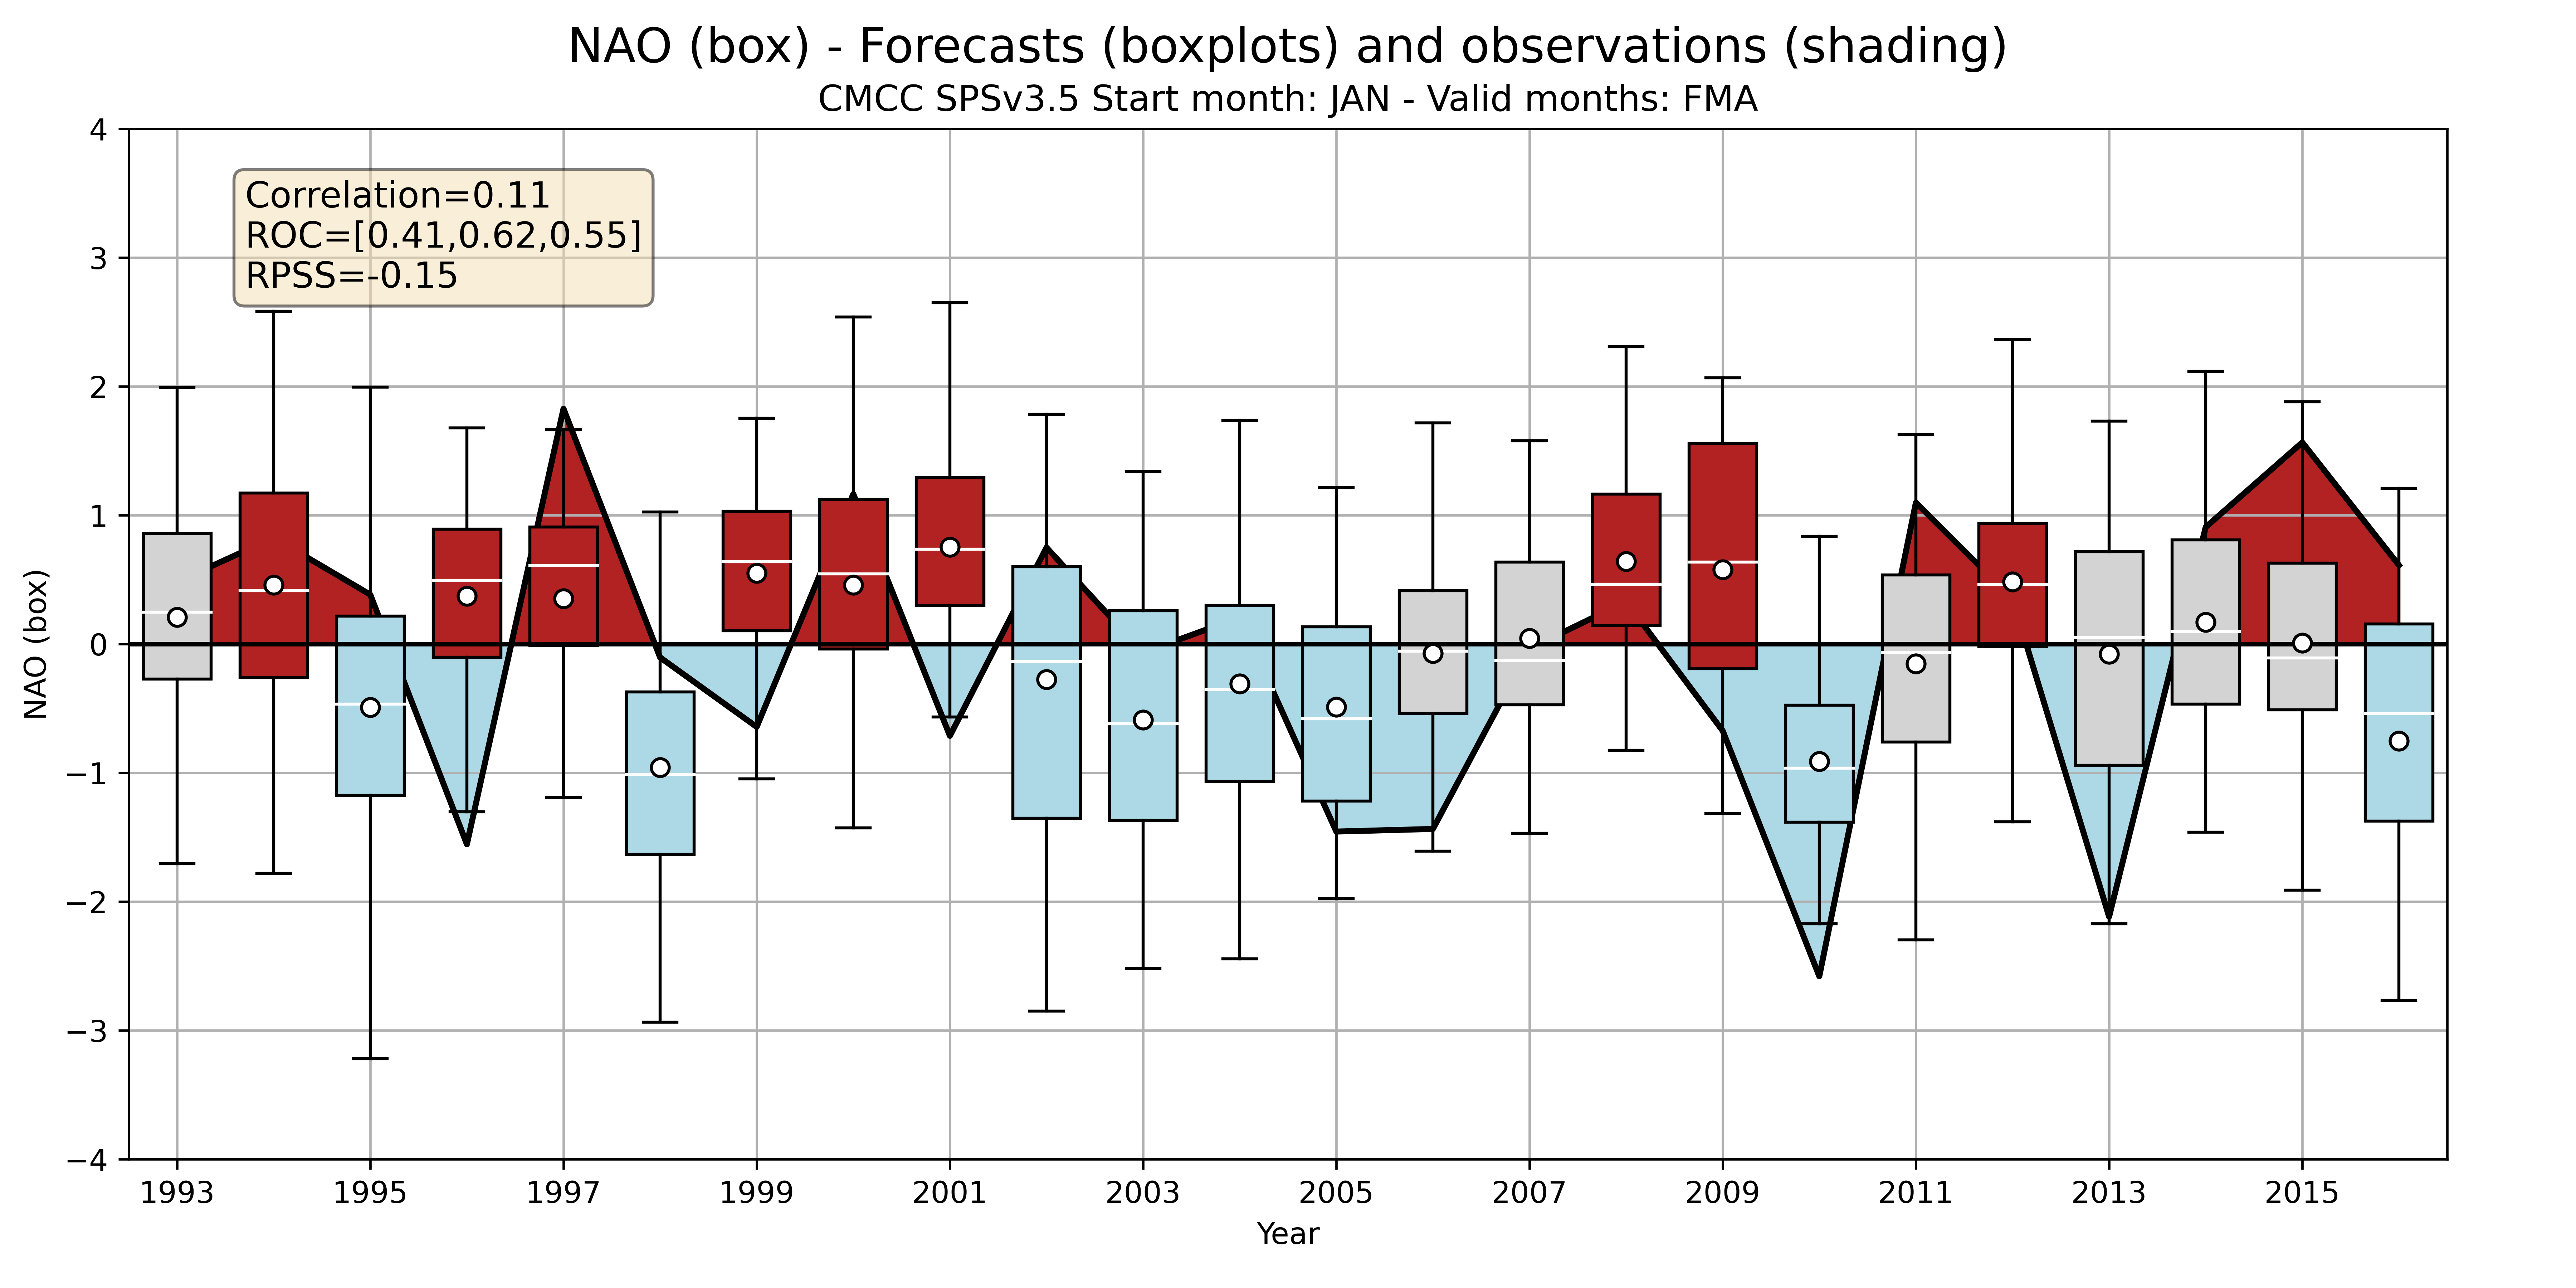 NAO (box) - Forecasts (boxplots) and observations (shading)
CMCC SPSv3.5 Start month: JAN - Valid months: FMA
Correlation=0.11
ROC=[0.41,0.62,0.55]
RPSS=-0.15
NAO (box)
4
3
2
1
0
−1
−2
−3
−4
1993 1995 1997 1999 2001 2003 2005 2007 2009 2011 2013 2015
Year